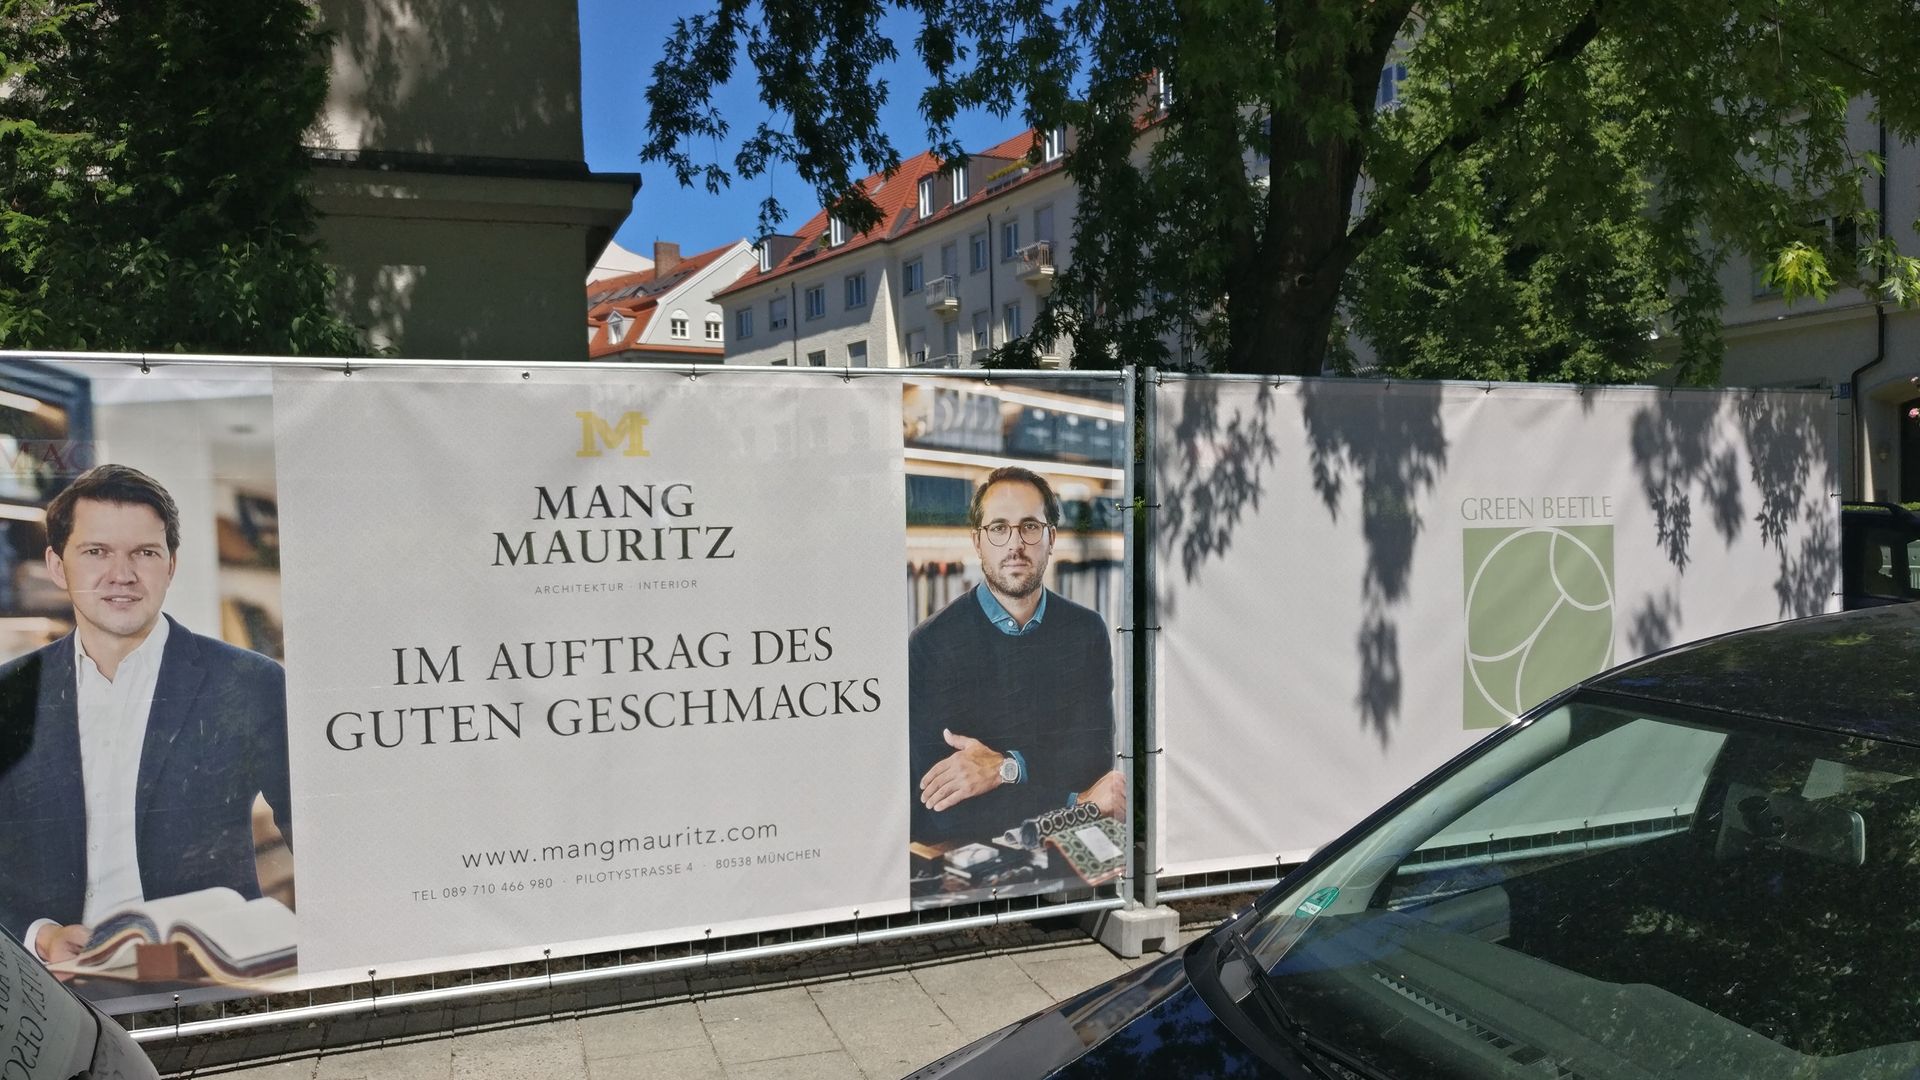 M
MANG
MAURITZ
ARCHITEKTUR · INTERIOR
IM AUFTRAG DES
GUTEN GESCHMACKS
www.mangmauritz.com
TEL 089 710 466 980 · PILOTYSTRASSE 4 · 80538 MÜNCHEN
GREEN BEETLE